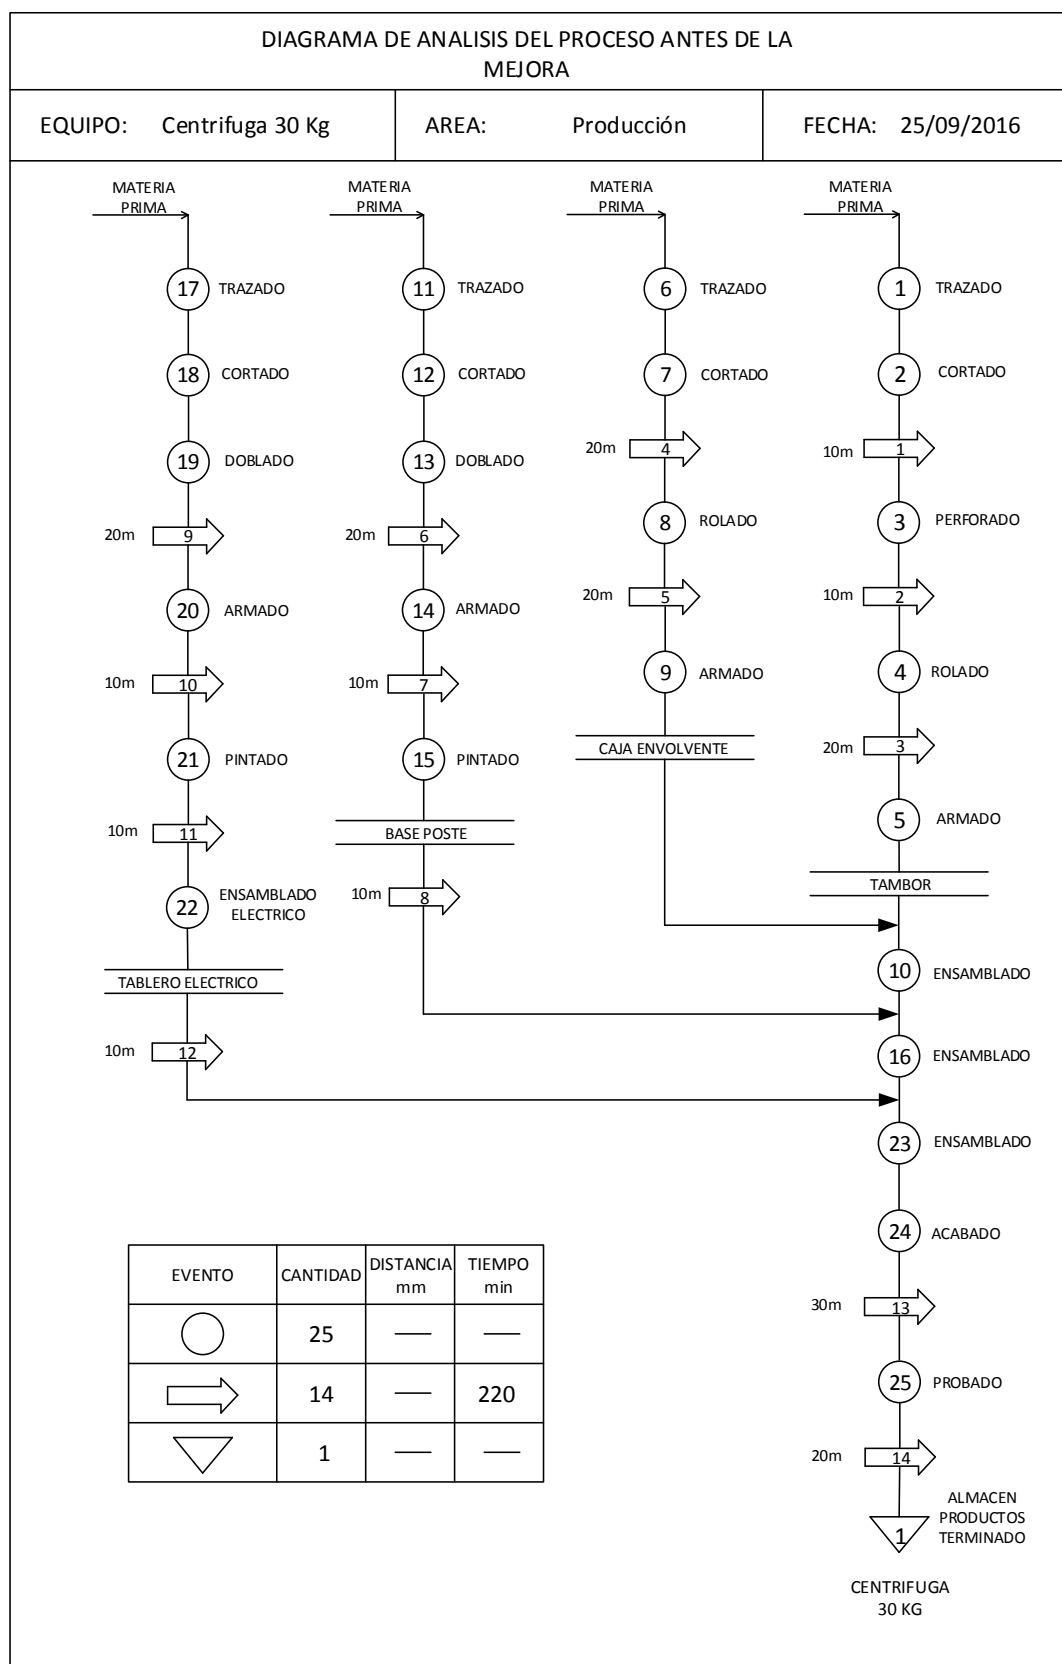 DIAGRAMA DE ANALISIS DEL PROCESO ANTES DE LA
MEJORA
EQUIPO: Centrifuga 30 Kg
AREA: Producción
FECHA: 25/09/2016
MATERIA
PRIMA
17 TRAZADO
18 CORTADO
19 DOBLADO
20m 9
20 ARMADO
10m 10
21 PINTADO
10m 11
22 ENSAMBLADO
ELECTRICO
TABLERO ELECTRICO
10m 12
MATERIA
PRIMA
11 TRAZADO
12 CORTADO
13 DOBLADO
20m 6
14 ARMADO
10m 7
15 PINTADO
BASE POSTE
10m 8
MATERIA
PRIMA
6 TRAZADO
7 CORTADO
20m 4
8 ROLADO
20m 5
9 ARMADO
CAJA ENVOLVENTE
MATERIA
PRIMA
1 TRAZADO
2 CORTADO
10m 1
3 PERFORADO
10m 2
4 ROLADO
20m 3
5 ARMADO
TAMBOR
10 ENSAMBLADO
16 ENSAMBLADO
23 ENSAMBLADO
24 ACABADO
30m 13
25 PROBADO
20m 14
1 ALMACEN
PRODUCTOS
TERMINADO
CENTRIFUGA
30 KG
EVENTO CANTIDAD DISTANCIA mm TIEMPO min
25 — —
14 — 220
1 — —